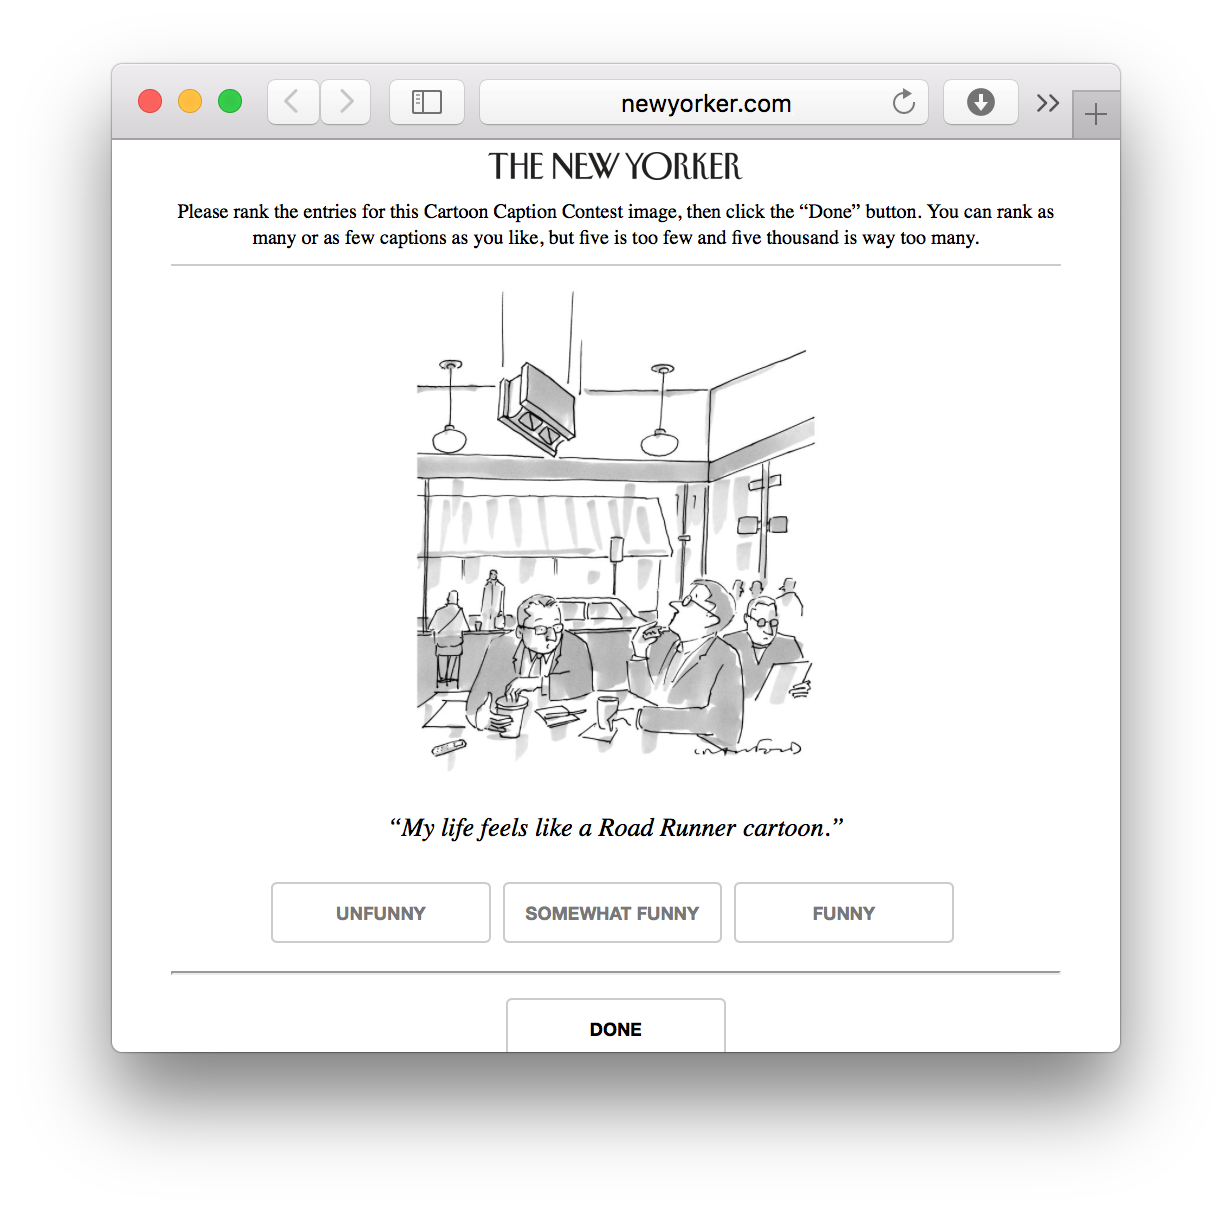 newyorker.com
THE NEW YORKER
Please rank the entries for this Cartoon Caption Contest image, then click the “Done” button. You can rank as
many or as few captions as you like, but five is too few and five thousand is way too many.
“My life feels like a Road Runner cartoon.”
UNFUNNY
SOMEWHAT FUNNY
FUNNY
DONE